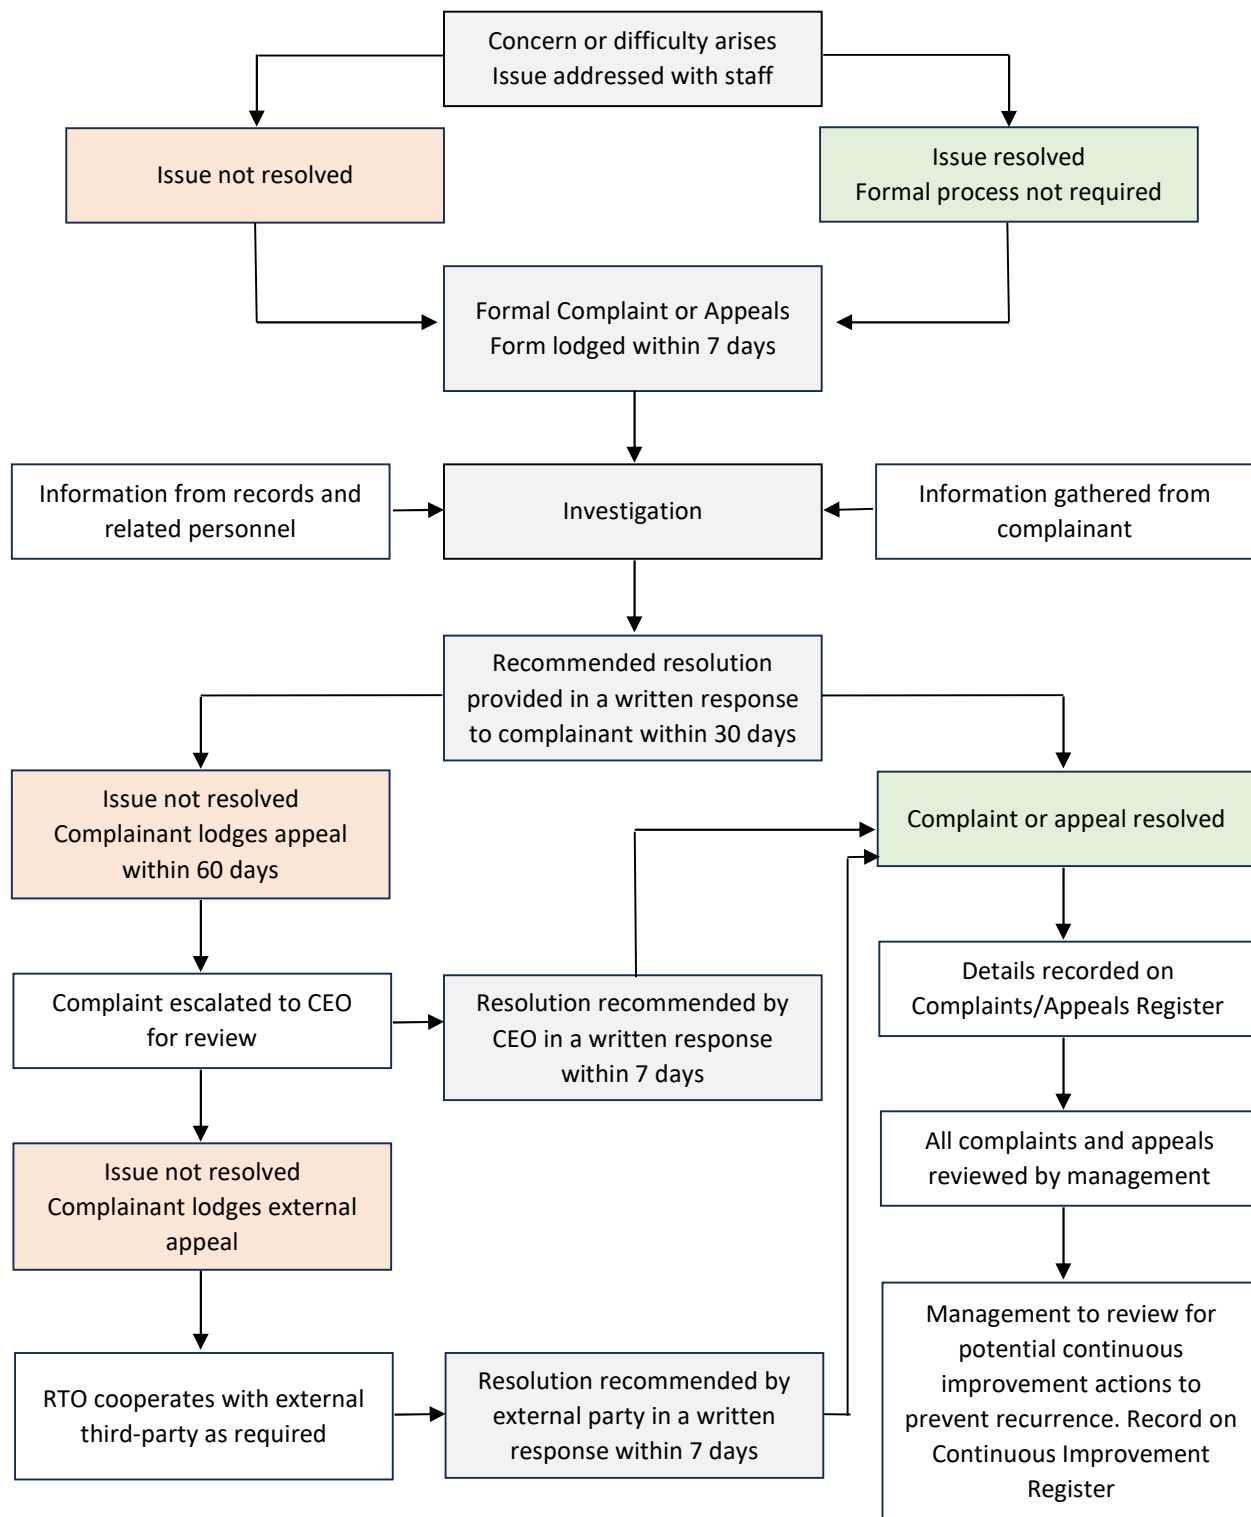 Concern or difficulty arises
Issue addressed with staff
Issue not resolved
Issue resolved
Formal process not required
Formal Complaint or Appeals
Form lodged within 7 days
Information from records and
related personnel
Investigation
Information gathered from
complainant
Recommended resolution
provided in a written response
to complainant within 30 days
Issue not resolved
Complainant lodges appeal
within 60 days
Complaint or appeal resolved
Complaint escalated to CEO
for review
Resolution recommended by
CEO in a written response
within 7 days
Details recorded on
Complaints/Appeals Register
Issue not resolved
Complainant lodges external
appeal
All complaints and appeals
reviewed by management
RTO cooperates with external
third-party as required
Resolution recommended by
external party in a written
response within 7 days
Management to review for
potential continuous
improvement actions to
prevent recurrence. Record on
Continuous Improvement
Register